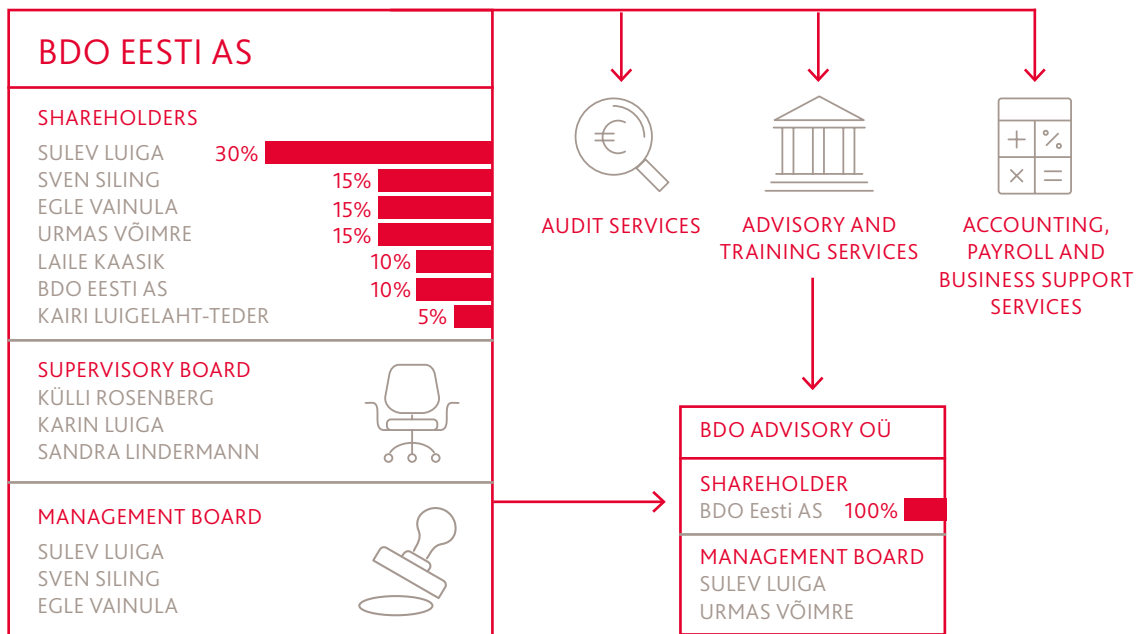 BDO EESTI AS
SHAREHOLDERS
SULEV LUIGA 30%
SVEN SILING 15%
EGLE VAINULA 15%
URMAS VÕIMRE 15%
LAILE KAASIK 10%
BDO EESTI AS 10%
KAIRI LUIGELAHT-TEDER 5%
SUPERVISORY BOARD
KÜLLI ROSENBERG
KARIN LUIGA
SANDRA LINDERMANN
MANAGEMENT BOARD
SULEV LUIGA
SVEN SILING
EGLE VAINULA
€
AUDIT SERVICES
ADVISORY AND
TRAINING SERVICES
+ %
× =
ACCOUNTING,
PAYROLL AND
BUSINESS SUPPORT
SERVICES
BDO ADVISORY OÜ
SHAREHOLDER
BDO Eesti AS 100%
MANAGEMENT BOARD
SULEV LUIGA
URMAS VÕIMRE